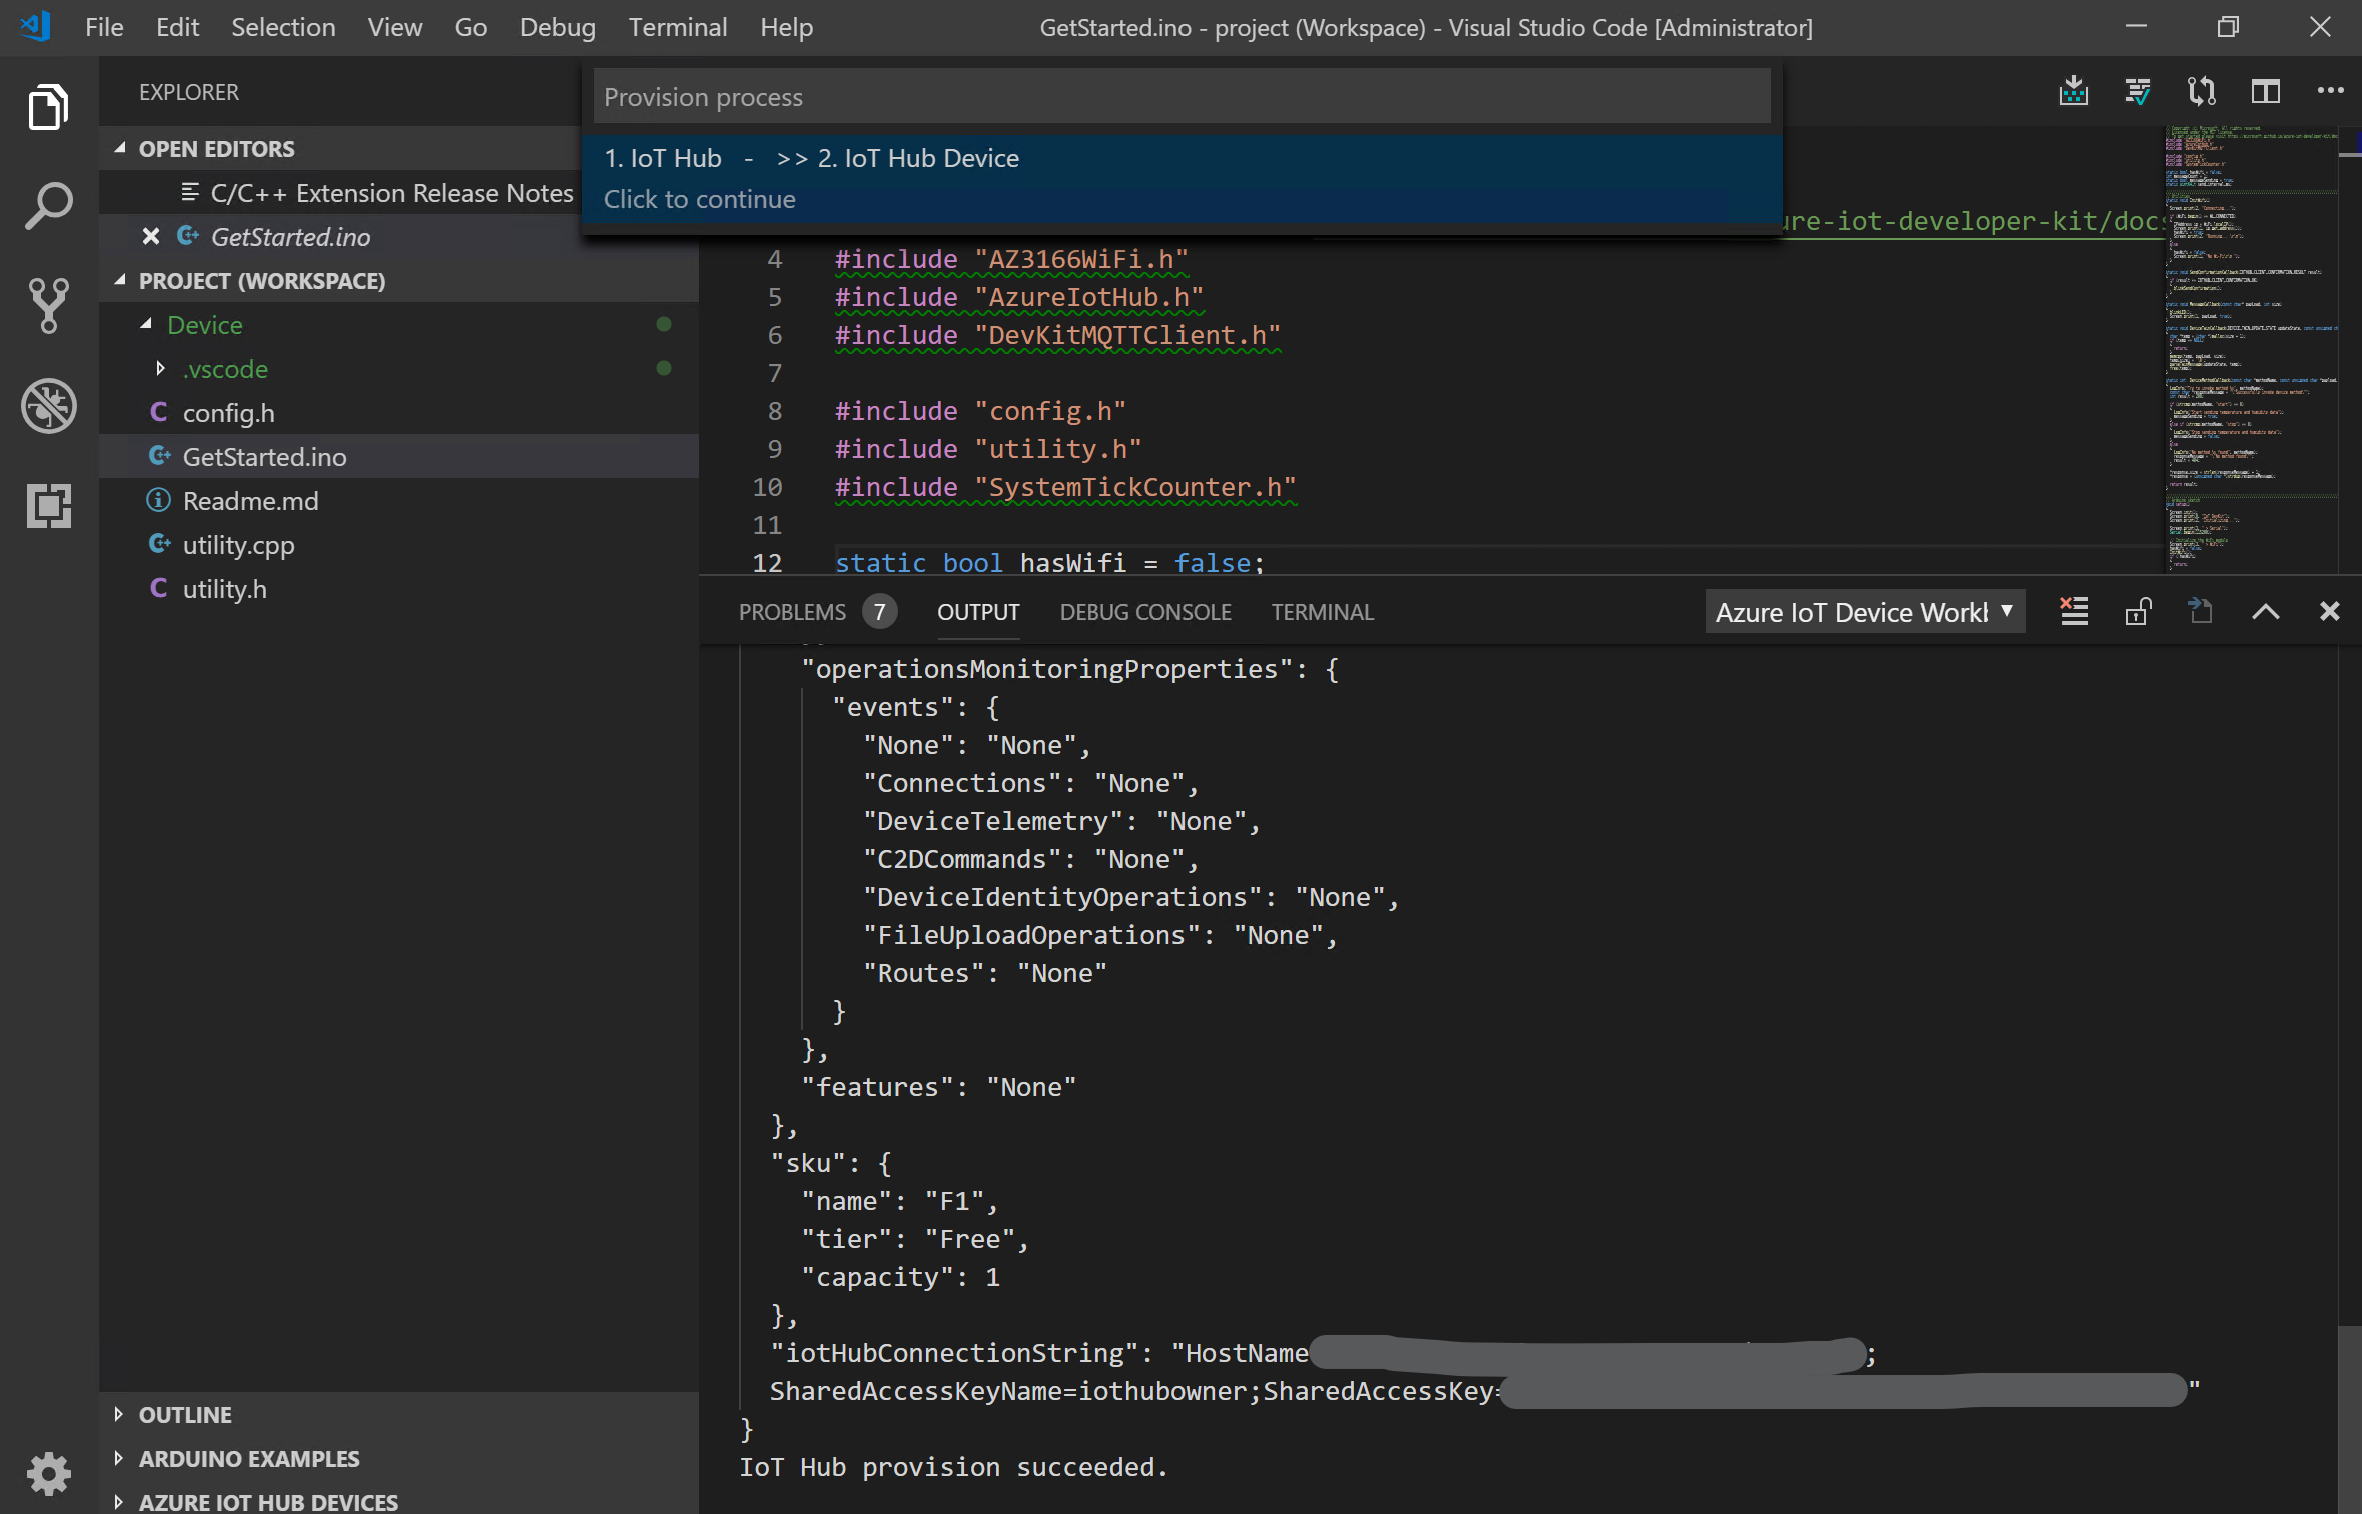 File Edit Selection View Go Debug Terminal Help
GetStarted.ino - project (Workspace) - Visual Studio Code [Administrator]
EXPLORER
OPEN EDITORS
C/C++ Extension Release Notes
GetStarted.ino
PROJECT (WORKSPACE)
Device
.vscode
config.h
GetStarted.ino
Readme.md
utility.cpp
utility.h
OUTLINE
ARDUINO EXAMPLES
AZURE IOT HUB DEVICES
Provision process
1. IoT Hub - >> 2. IoT Hub Device
Click to continue
ure-iot-developer-kit/docs
4 #include "AZ3166WiFi.h"
5 #include "AzureIotHub.h"
6 #include "DevKitMQTTClient.h"
7
8 #include "config.h"
9 #include "utility.h"
10 #include "SystemTickCounter.h"
11
12 static bool hasWifi = false;
PROBLEMS 7 OUTPUT DEBUG CONSOLE TERMINAL
Azure IoT Device Workb
"operationsMonitoringProperties": {
"events": {
"None": "None",
"Connections": "None",
"DeviceTelemetry": "None",
"C2DCommands": "None",
"DeviceIdentityOperations": "None",
"FileUploadOperations": "None",
"Routes": "None"
}
},
"features": "None"
},
"sku": {
"name": "F1",
"tier": "Free",
"capacity": 1
},
"iotHubConnectionString": "HostName ;
SharedAccessKeyName=iothubowner;SharedAccessKey= "
}
IoT Hub provision succeeded.